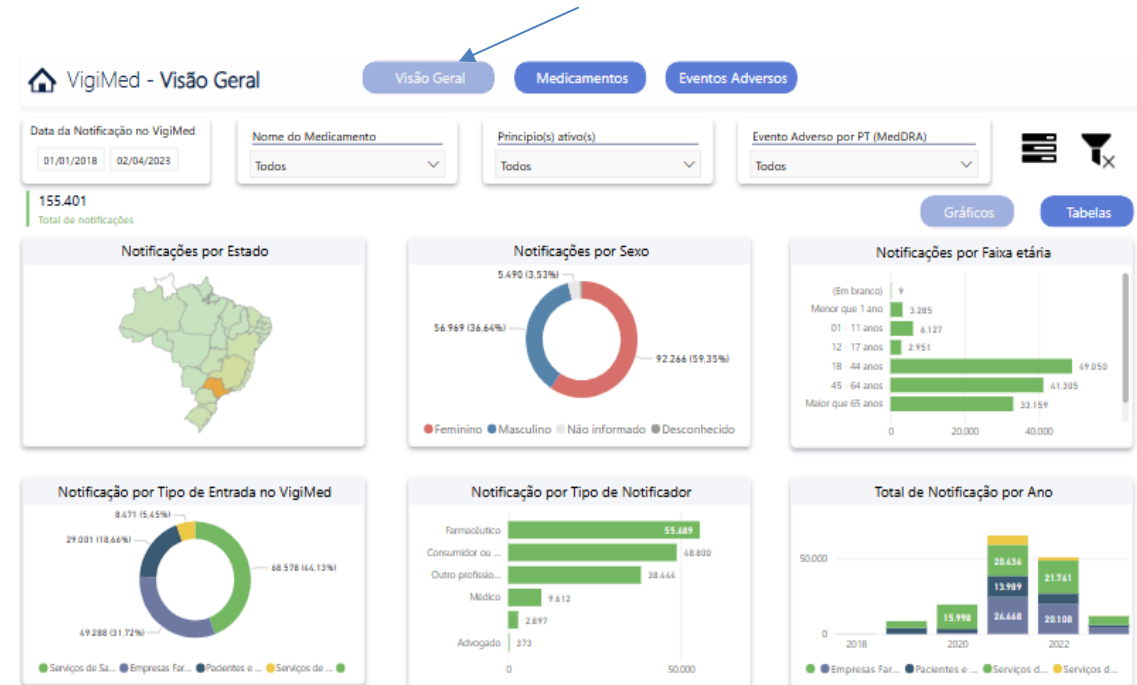 VigiMed - Visão Geral
Visão Geral
Medicamentos
Eventos Adversos
Data da Notificação no VigiMed
01/01/2018 02/04/2023
Nome do Medicamento
Todos
Principio(s) ativo(s)
Todos
Evento Adverso por PT (MedDRA)
Todos
155.401
Total de notificações
Gráficos
Tabelas
Notificações por Estado
Notificações por Sexo
5.490 (3,53%)
56.969 (36,64%)
92.266 (59,35%)
Feminino Masculino Não informado Desconhecido
Notificações por Faixa etária
(Em branco) 9
Menor que 1 ano 3.285
01 - 11 anos 6.127
12 - 17 anos 2.951
18 - 44 anos 49.050
45 - 64 anos 41.305
Maior que 65 anos 33.159
0 20.000 40.000
Notificação por Tipo de Entrada no VigiMed
8.471 (5,45%)
29.001 (18,66%)
68.578 (44,13%)
49.288 (31,72%)
Serviços de Sa... Empresas Far... Pacientes e ... Serviços de ...
Notificação por Tipo de Notificador
Farmacêutico 55.489
Consumidor ou ... 48.800
Outro profissio... 38.444
Médico 9.612
2.897
Advogado 373
0 50.000
Total de Notificação por Ano
50.000
20.434
13.989
21.741
15.998 26.468 20.108
0
2018 2020 2022
Empresas Far... Pacientes e ... Serviços d... Serviços d...